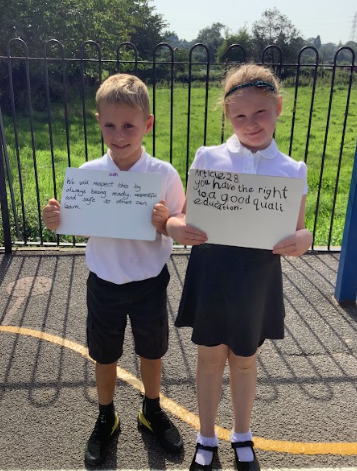 We will respect this by
always being ready, respectful
and safe so others can
learn.
Article 28
you have the right
to a good quali
education.